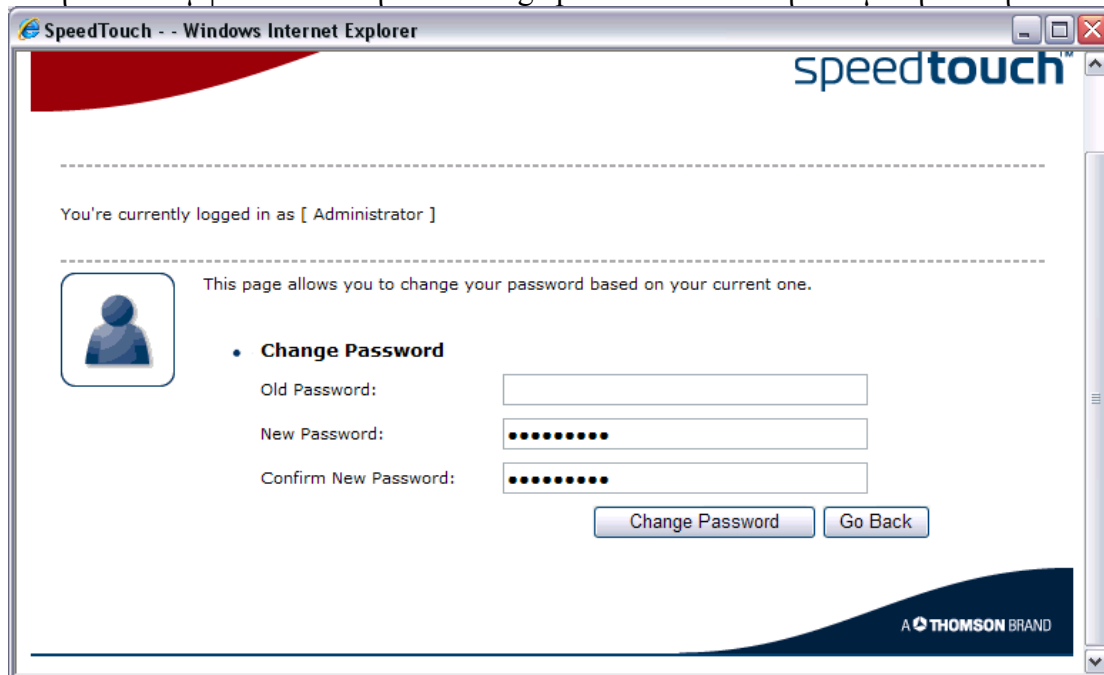 SpeedTouch - - Windows Internet Explorer
speedtouch™
You're currently logged in as [ Administrator ]
This page allows you to change your password based on your current one.
• Change Password
Old Password:
New Password: •••••••••
Confirm New Password: •••••••••
Change Password Go Back
A THOMSON BRAND